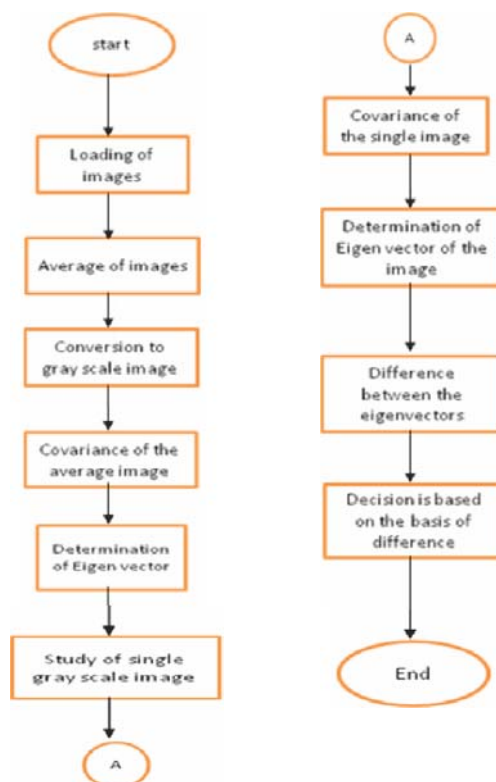 start
Loading of
images
Average of images
Conversion to
gray scale image
Covariance of the
average image
Determination
of Eigen vector
Study of single
gray scale image
A
A
Covariance of
the single image
Determination of
Eigen vector of the
image
Difference
between the
eigenvectors
Decision is based
on the basis of
difference
End